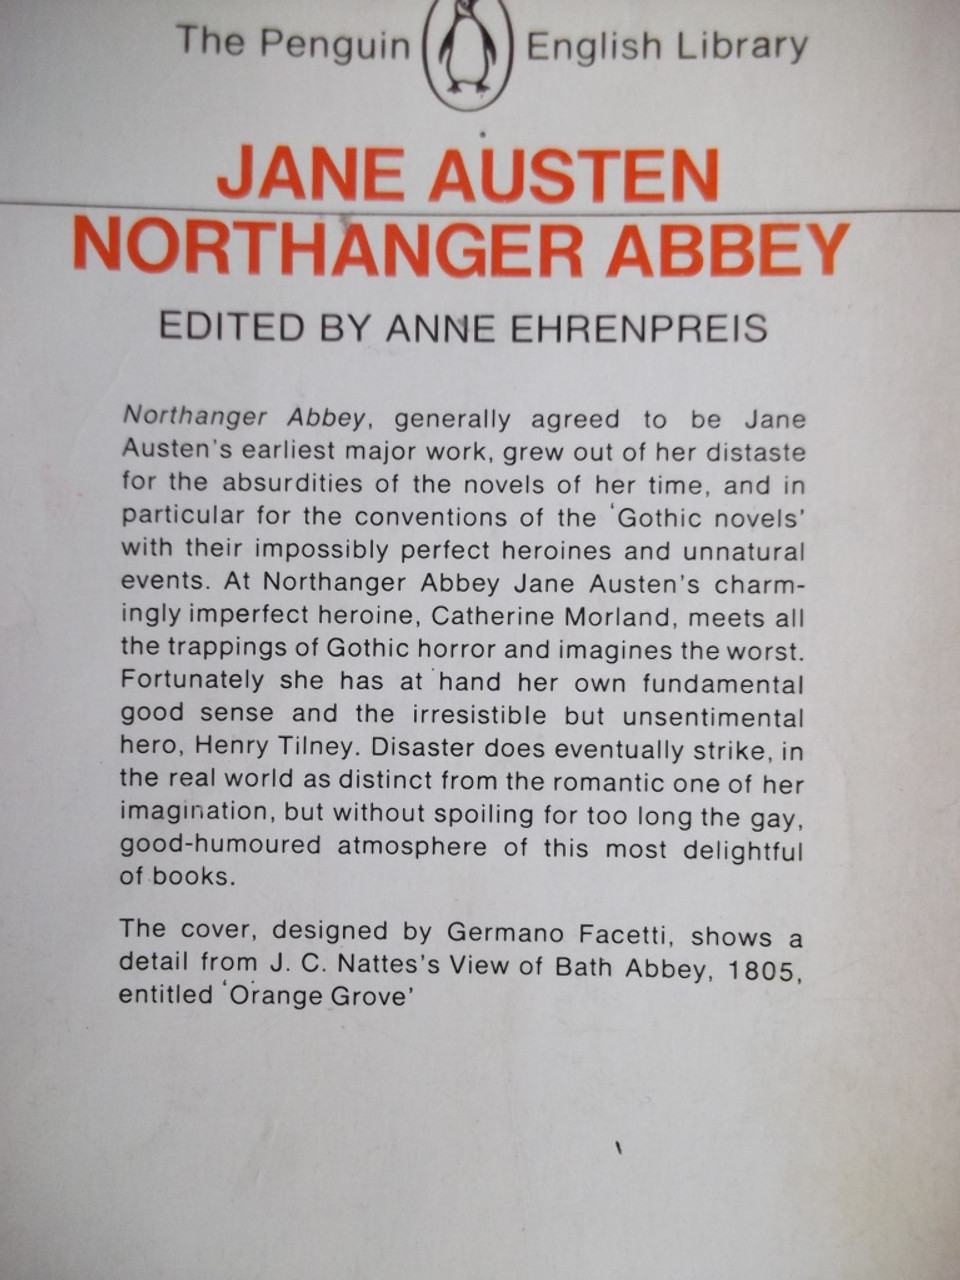 The Penguin English Library
JANE AUSTEN
NORTHANGER ABBEY
EDITED BY ANNE EHRENPREIS
Northanger Abbey, generally agreed to be Jane
Austen's earliest major work, grew out of her distaste
for the absurdities of the novels of her time, and in
particular for the conventions of the ‘Gothic novels’
with their impossibly perfect heroines and unnatural
events. At Northanger Abbey Jane Austen's charm-
ingly imperfect heroine, Catherine Morland, meets all
the trappings of Gothic horror and imagines the worst.
Fortunately she has at hand her own fundamental
good sense and the irresistible but unsentimental
hero, Henry Tilney. Disaster does eventually strike, in
the real world as distinct from the romantic one of her
imagination, but without spoiling for too long the gay,
good-humoured atmosphere of this most delightful
of books.
The cover, designed by Germano Facetti, shows a
detail from J. C. Nattes's View of Bath Abbey, 1805,
entitled ‘Orange Grove’